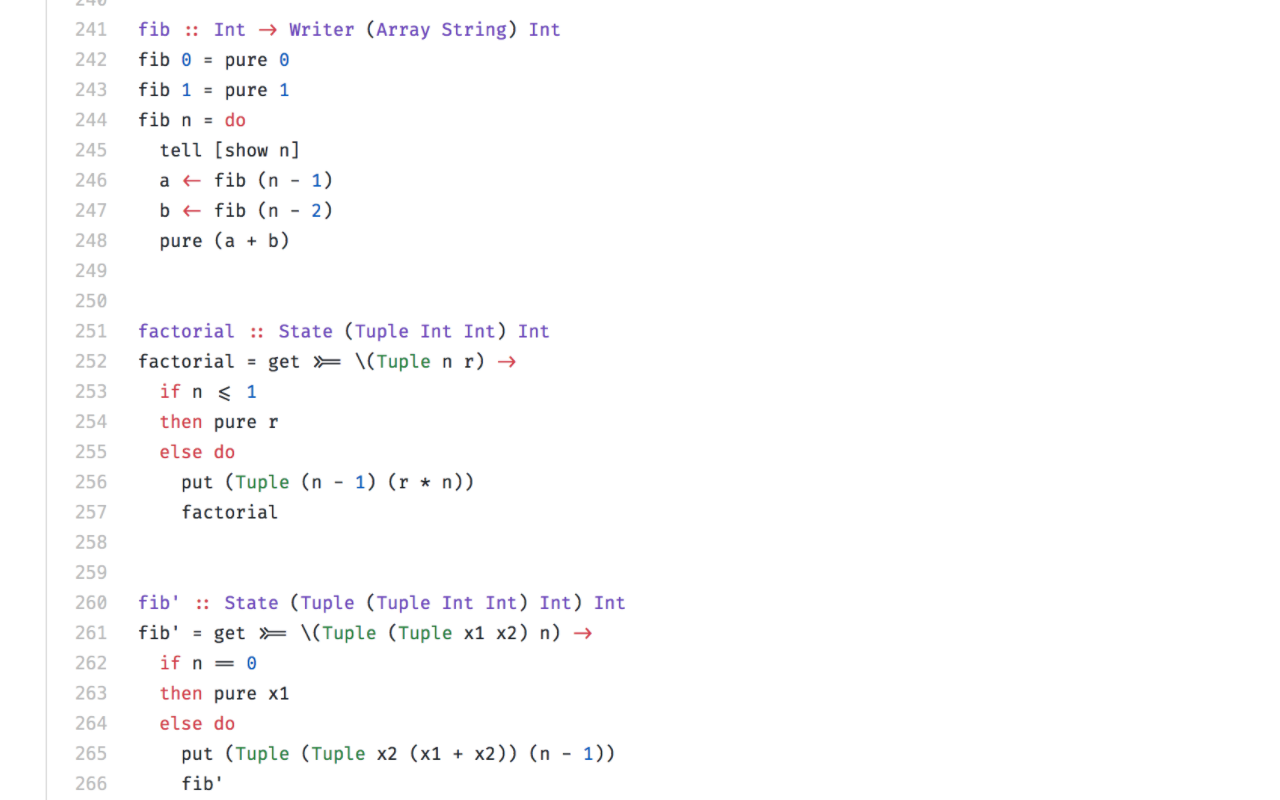 240
241 fib :: Int → Writer (Array String) Int
242 fib 0 = pure 0
243 fib 1 = pure 1
244 fib n = do
245   tell [show n]
246   a ← fib (n - 1)
247   b ← fib (n - 2)
248   pure (a + b)
249
250
251 factorial :: State (Tuple Int Int) Int
252 factorial = get >>= \(Tuple n r) →
253   if n <= 1
254   then pure r
255   else do
256     put (Tuple (n - 1) (r * n))
257     factorial
258
259
260 fib' :: State (Tuple (Tuple Int Int) Int) Int
261 fib' = get >>= \(Tuple (Tuple x1 x2) n) →
262   if n == 0
263   then pure x1
264   else do
265     put (Tuple (Tuple x2 (x1 + x2)) (n - 1))
266     fib'